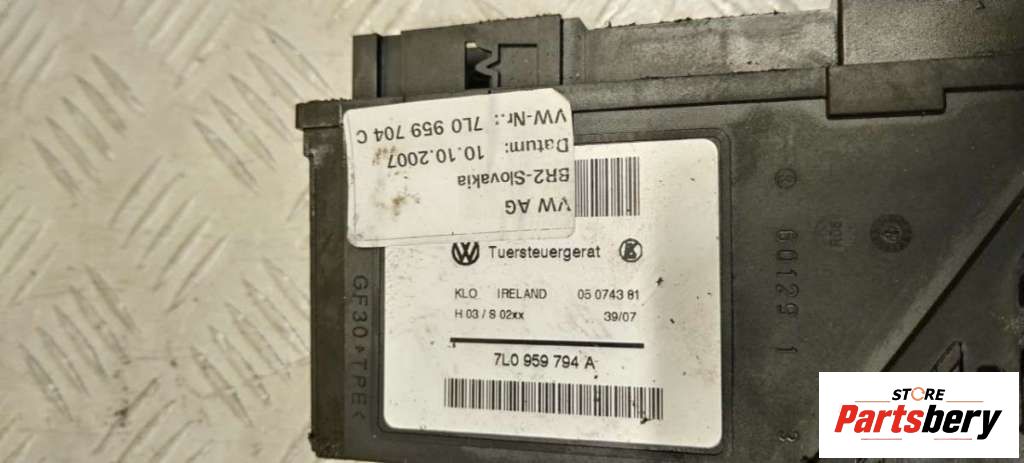 VW-Nr.: 7L0 959 704 C
Datum: 10.10.2007
BR2-Slovakia
VW AG
Tuersteuergerat
KLO IRELAND 05 0743 81
H 03 / S 02xx 39/07
7L0 959 794 A
GF30
TPE<
60129 1
3
STORE
Partsbery